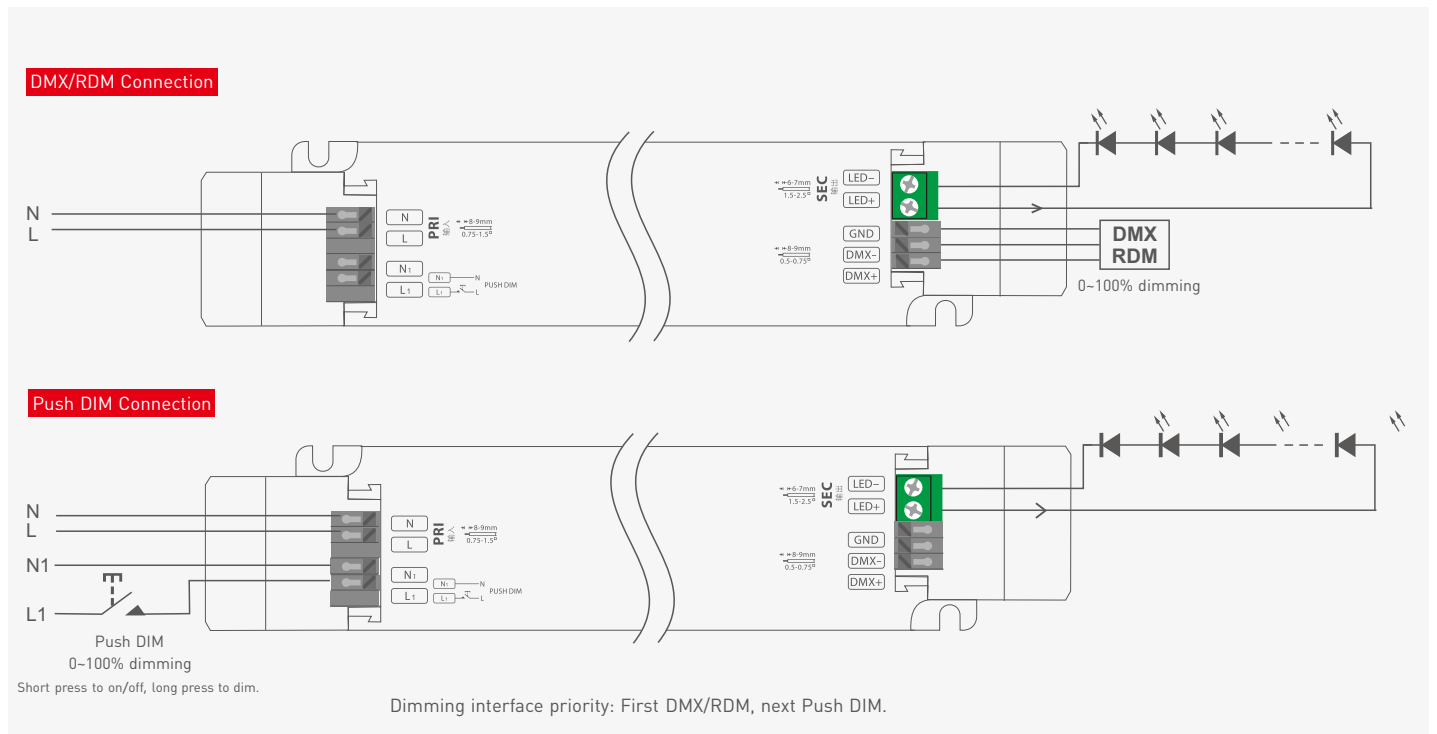 DMX/RDM Connection
N
L
N
L
PRI
输入
8-9mm
0.75-1.5□
N1
L1
N1
N
L1
L
PUSH DIM
6-7mm
1.5-2.5□
SEC
输出
LED-
LED+
8-9mm
0.5-0.75□
GND
DMX-
DMX+
DMX
RDM
0~100% dimming
Push DIM Connection
N
L
N1
L1
Push DIM
0~100% dimming
Short press to on/off, long press to dim.
N
L
PRI
输入
8-9mm
0.75-1.5□
N1
L1
N1
N
L1
L
PUSH DIM
6-7mm
1.5-2.5□
SEC
输出
LED-
LED+
8-9mm
0.5-0.75□
GND
DMX-
DMX+
Dimming interface priority: First DMX/RDM, next Push DIM.